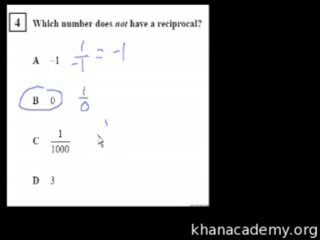 4 Which number does not have a reciprocal?
A -1 1/-1 = -1
B 0 1/0
C 1/1000
D 3
khanacademy.org